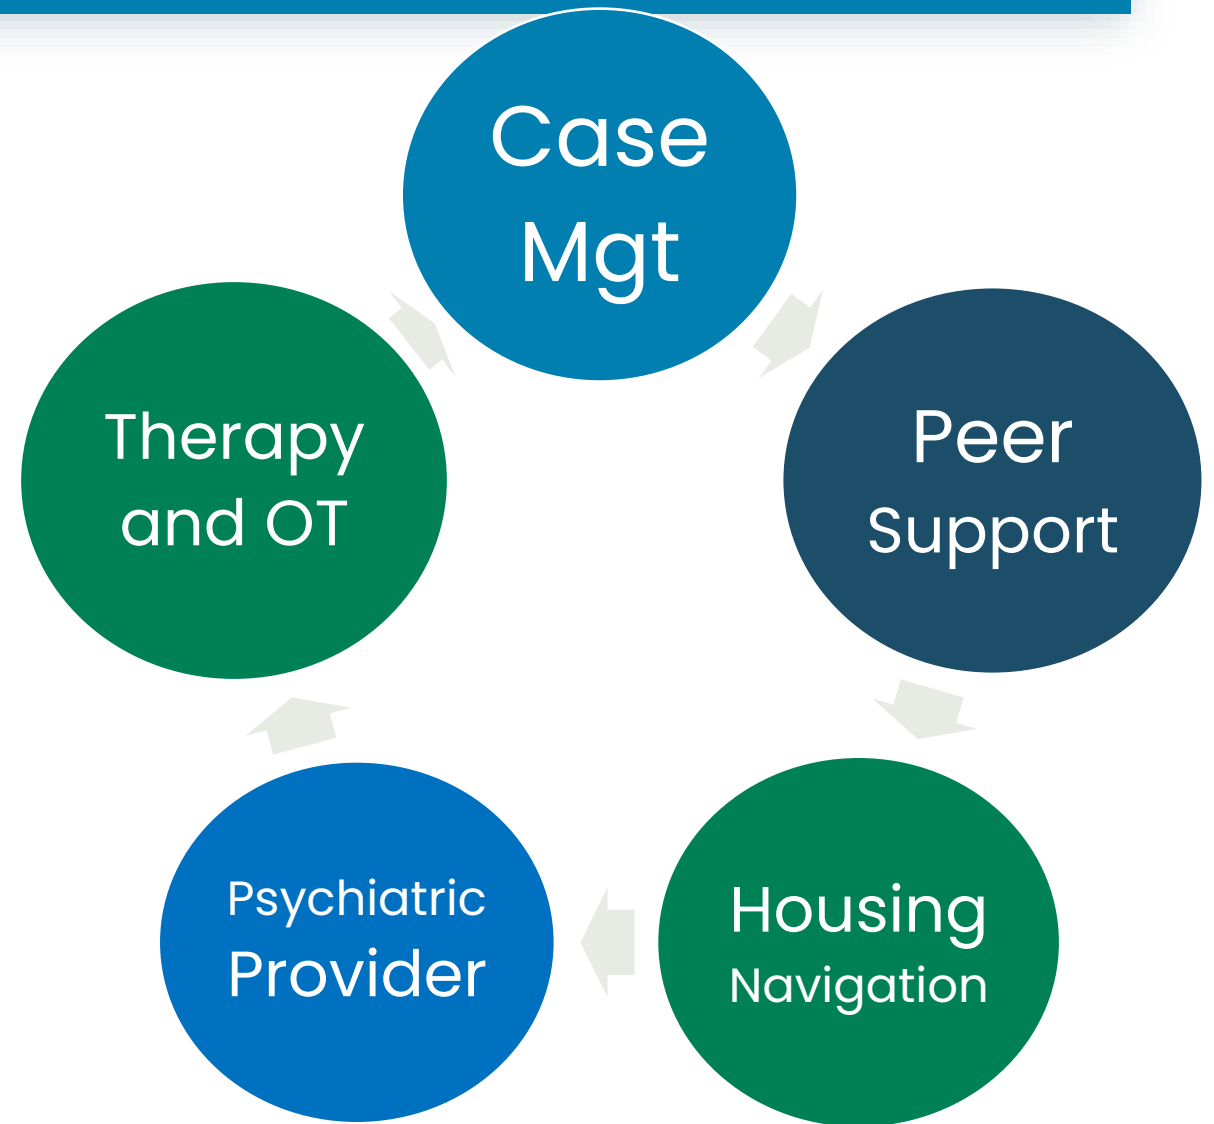 Case
Mgt
Peer
Support
Housing
Navigation
Psychiatric
Provider
Therapy
and OT